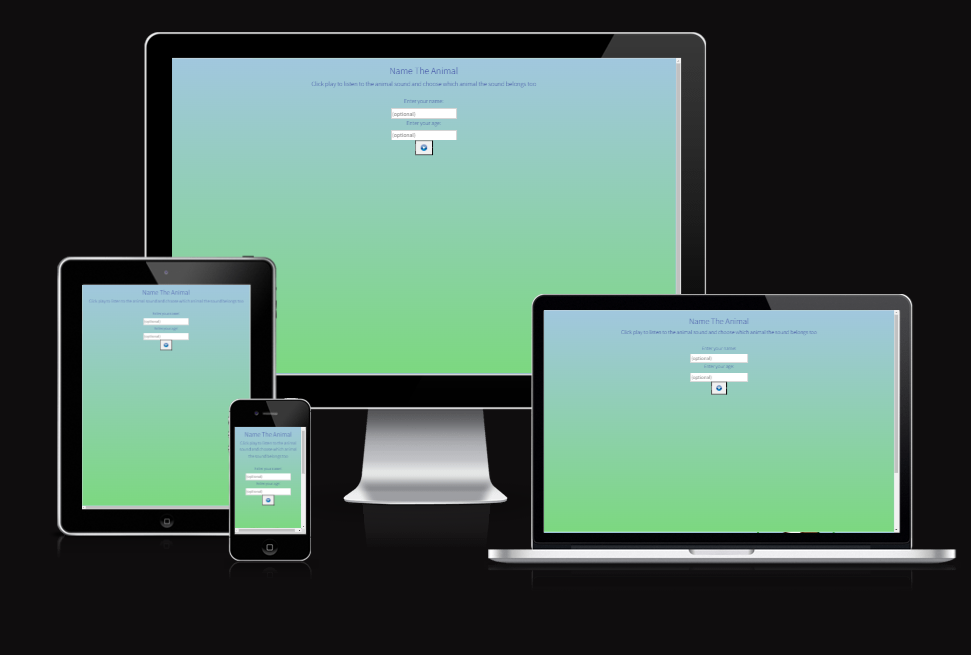 Name The Animal
Click play to listen to the animal sound and choose which animal the sound belongs too
Enter your name:
(optional)
Enter your age:
(optional)
Name The Animal
Click play to listen to the animal sound and choose which animal the sound belongs too
Enter your name:
(optional)
Enter your age:
(optional)
Name The Animal
Click play to listen to the animal
sound and choose which animal
the sound belongs too
Enter your name:
(optional)
Enter your age:
(optional)
Name The Animal
Click play to listen to the animal sound and choose which animal the sound belongs too
Enter your name:
(optional)
Enter your age:
(optional)